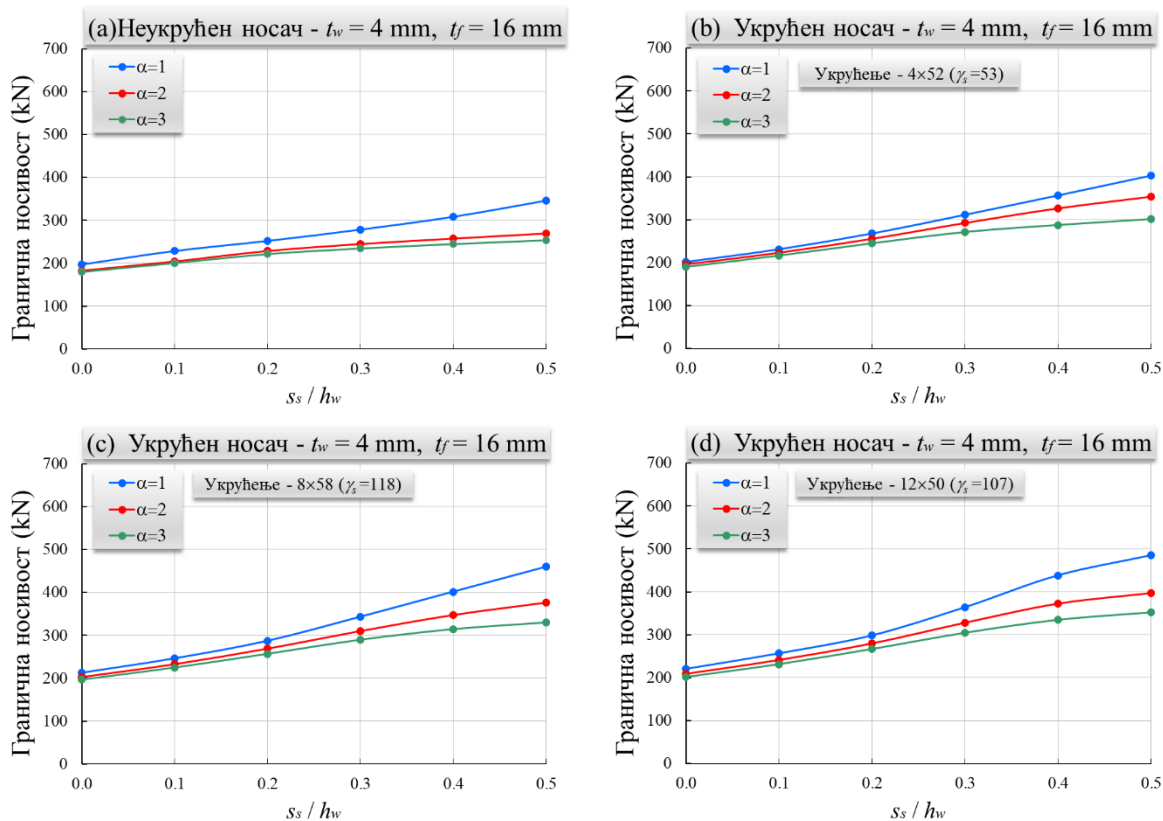 (a)Неукрућен носач - tw = 4 mm, tf = 16 mm
700
600
500
400
300
200
100
0
Гранична носивост (kN)
α=1
α=2
α=3
0.0 0.1 0.2 0.3 0.4 0.5
ss / hw
(b) Укрућен носач - tw = 4 mm, tf = 16 mm
700
600
500
400
300
200
100
0
Гранична носивост (kN)
α=1
α=2
α=3
Укрућење - 4×52 (γs =53)
0.0 0.1 0.2 0.3 0.4 0.5
ss / hw
(c) Укрућен носач - tw = 4 mm, tf = 16 mm
700
600
500
400
300
200
100
0
Гранична носивост (kN)
α=1
α=2
α=3
Укрућење - 8×58 (γs =118)
0.0 0.1 0.2 0.3 0.4 0.5
ss / hw
(d) Укрућен носач - tw = 4 mm, tf = 16 mm
700
600
500
400
300
200
100
0
Гранична носивост (kN)
α=1
α=2
α=3
Укрућење - 12×50 (γs =107)
0.0 0.1 0.2 0.3 0.4 0.5
ss / hw